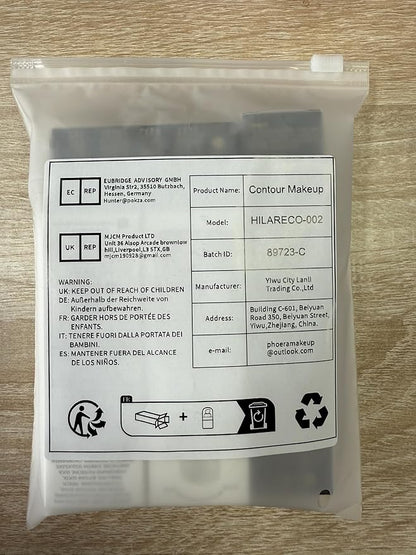 EC REP
EUBRIDGE ADVISORY GMBH
Virginia Str2, 35510 Butzbach,
Hessen, Germany
Hunter@pokza.com
UK REP
MJCM Product LTD
Unit 36 Alsop Arcade brownlow
hill,Liverpool,L3 5TX,GB
mjcm190928@gmail.com
WARNING:
UK: KEEP OUT OF REACH OF CHILDREN
DE: Außerhalb der Reichweite von
Kindern aufbewahren.
FR: GARDER HORS DE PORTÉE DES
ENFANTS.
IT: TENERE FUORI DALLA PORTATA DEI
BAMBINI.
ES: MANTENER FUERA DEL ALCANCE
DE LOS NIÑOS.
Product Name: Contour Makeup
Model: HILARECO-002
Batch ID: 89723-C
Manufacturer: Yiwu City Lanli
Trading Co.,Ltd
Address: Building C-601, Beiyuan
Road 350, Beiyuan Street,
Yiwu,Zhejiang, China.
e-mail: phoeramakeup
@outlook.com
FR
+